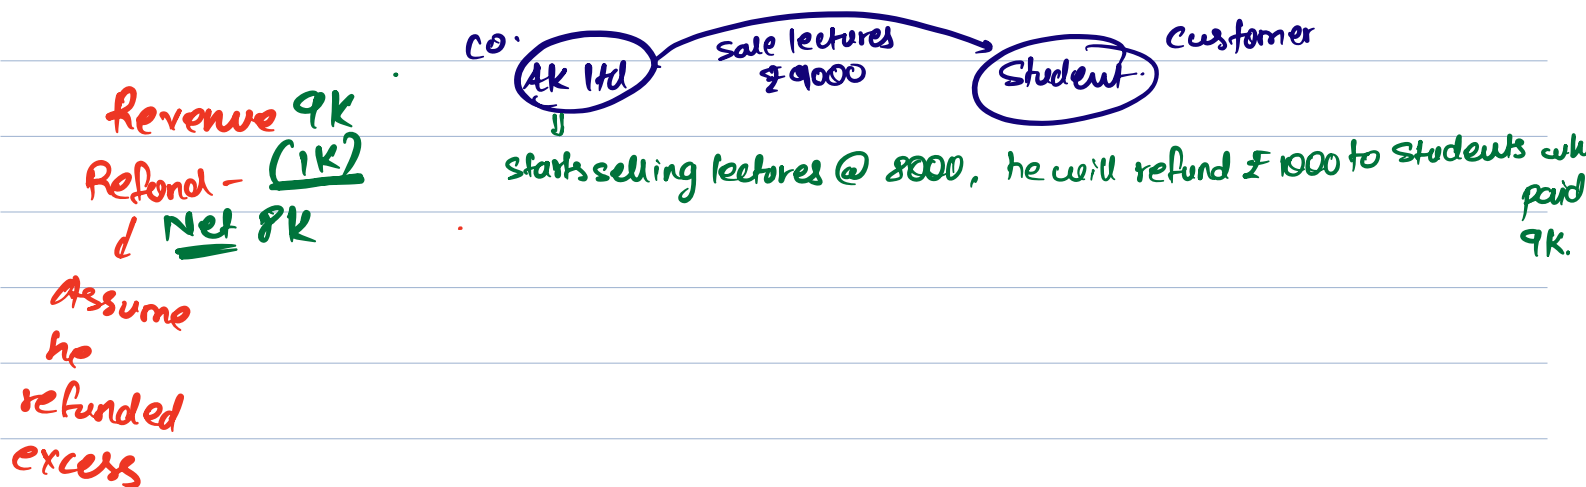 CO.
AK ltd
Sale lectures
₹ 9000
Student.
Customer
starts selling lectures @ 8000, he will refund ₹ 1000 to students
paid
9K.
Revenue 9K
Refund - (1K)
Net 8K
Assume
he
refunded
excess